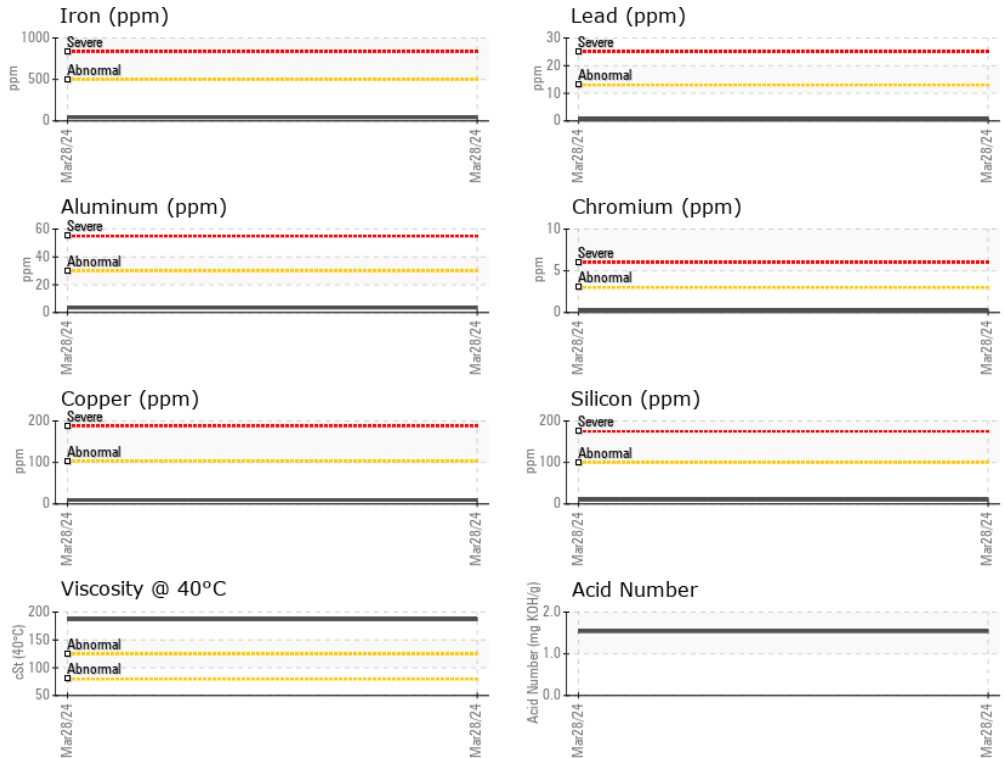 Iron (ppm)
1000
500
0
ppm
Severe
Abnormal
Mar28/24
Mar28/24
Lead (ppm)
30
20
10
0
ppm
Severe
Abnormal
Mar28/24
Mar28/24
Aluminum (ppm)
60
40
20
0
ppm
Severe
Abnormal
Mar28/24
Mar28/24
Chromium (ppm)
10
5
0
ppm
Severe
Abnormal
Mar28/24
Mar28/24
Copper (ppm)
200
100
0
ppm
Severe
Abnormal
Mar28/24
Mar28/24
Silicon (ppm)
200
100
0
ppm
Severe
Abnormal
Mar28/24
Mar28/24
Viscosity @ 40°C
200
150
100
50
cSt (40°C)
Abnormal
Abnormal
Mar28/24
Mar28/24
Acid Number
2.0
1.0
0.0
Acid Number (mg KOH/g)
Mar28/24
Mar28/24